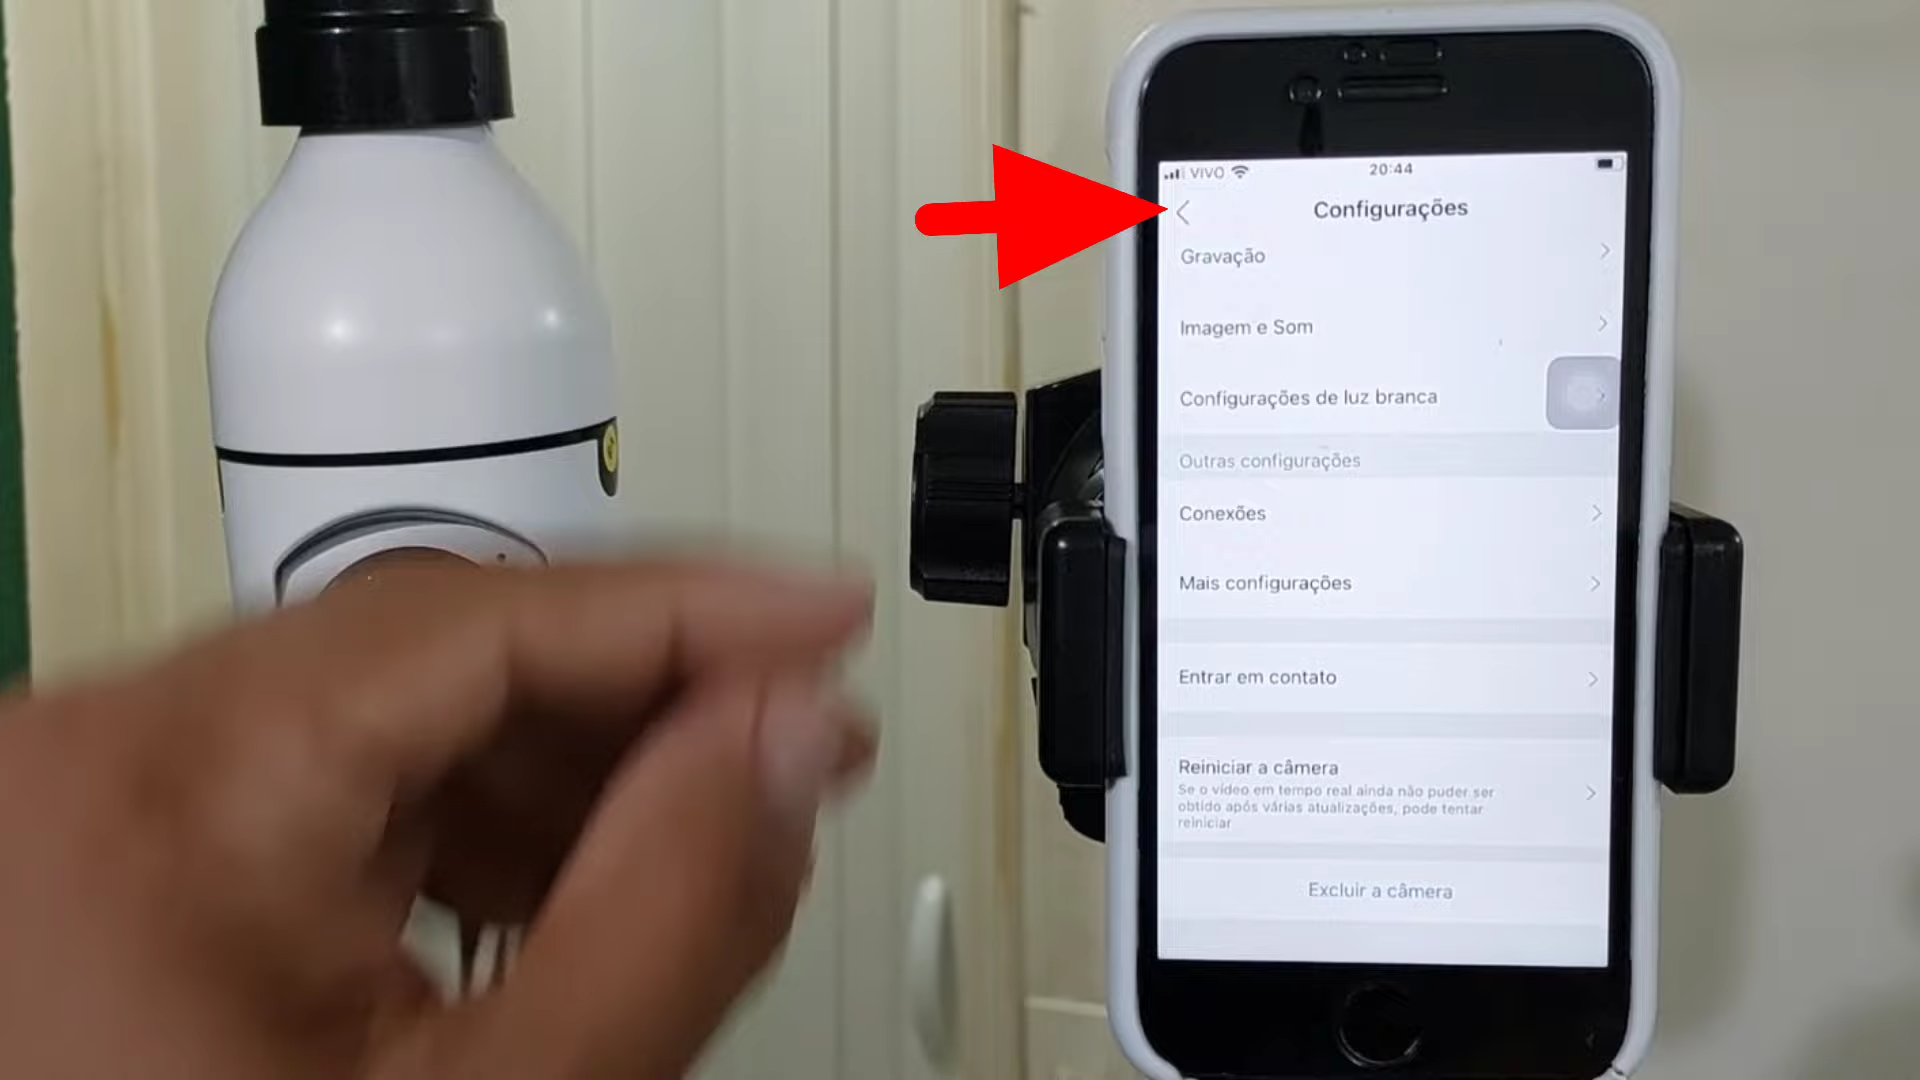 VIVO
20:44
Configurações
Gravação
Imagem e Som
Configurações de luz branca
Outras configurações
Conexões
Mais configurações
Entrar em contato
Reiniciar a câmera
Se o vídeo em tempo real ainda não puder ser
obtido após várias atualizações, pode tentar
reiniciar
Excluir a câmera